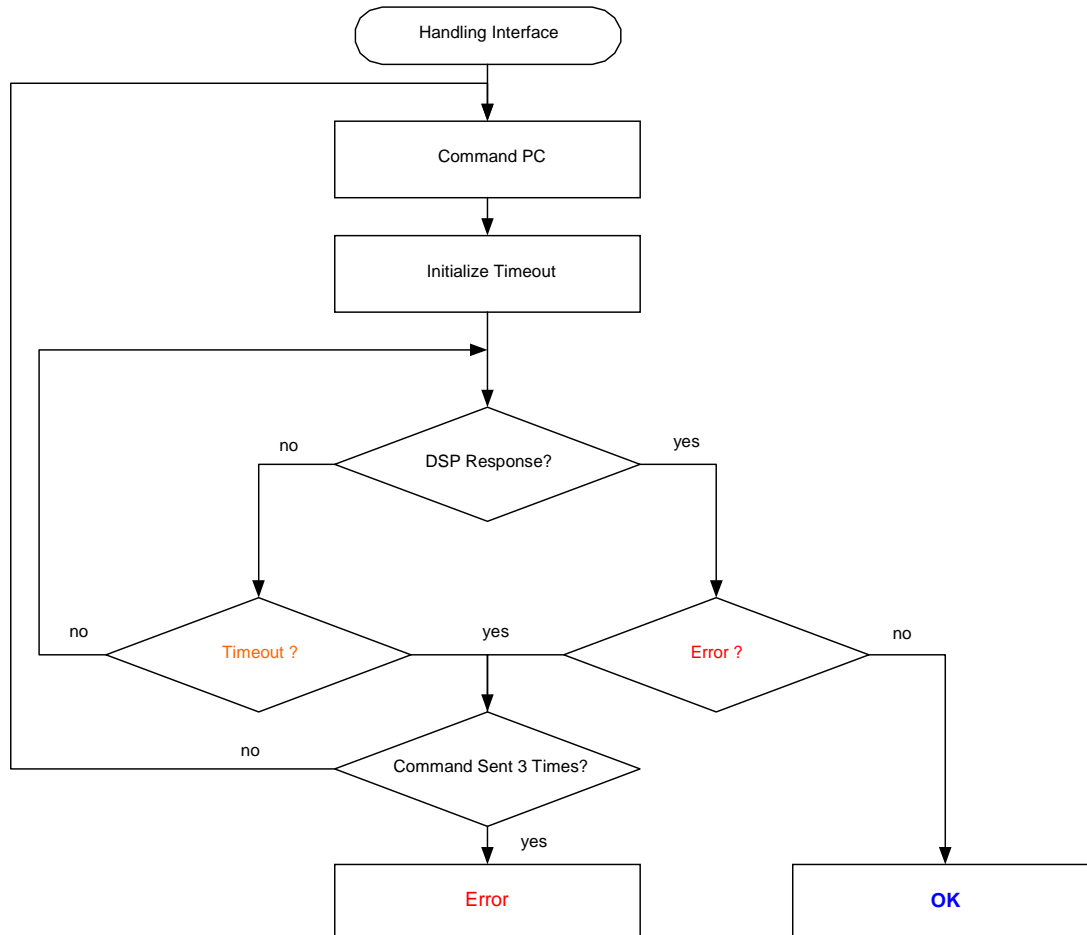 Handling Interface
Command PC
Initialize Timeout
no
yes
DSP Response?
no
Timeout ?
yes
Error ?
no
no
Command Sent 3 Times?
yes
Error
OK